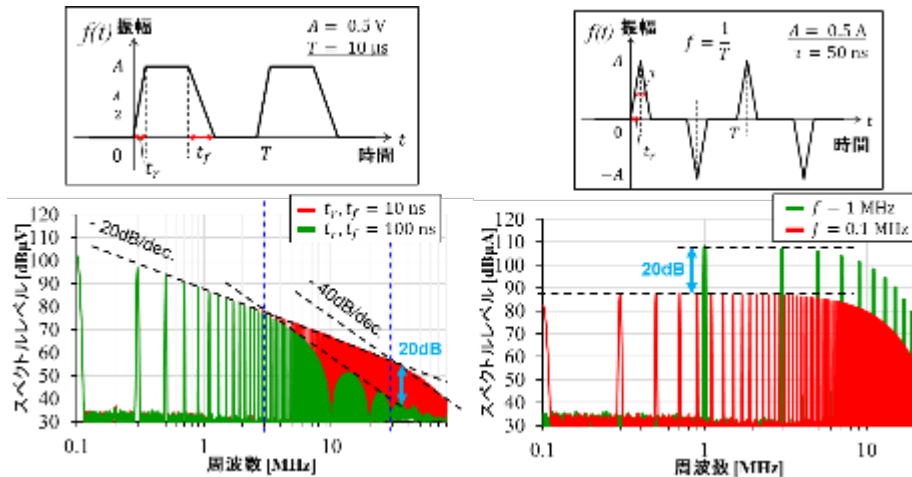 f(t) 振幅
A = 0.5 V
T = 10 μs
A
A
2
0
t_r
t_f
T
t
時間
スペクトルレベル [dBμV]
120
110
100
90
80
70
60
50
40
30
20dB/dec.
40dB/dec.
20dB
t_r, t_f = 10 ns
t_r, t_f = 100 ns
0.1
1
10
周波数 [MHz]
f(t) 振幅
f = 1/T
A = 0.5 A
τ = 50 ns
A
0
−A
t_r
T
t
時間
スペクトルレベル [dBμA]
120
110
100
90
80
70
60
50
40
30
20dB
f = 1 MHz
f = 0.1 MHz
0.1
1
10
周波数 [MHz]